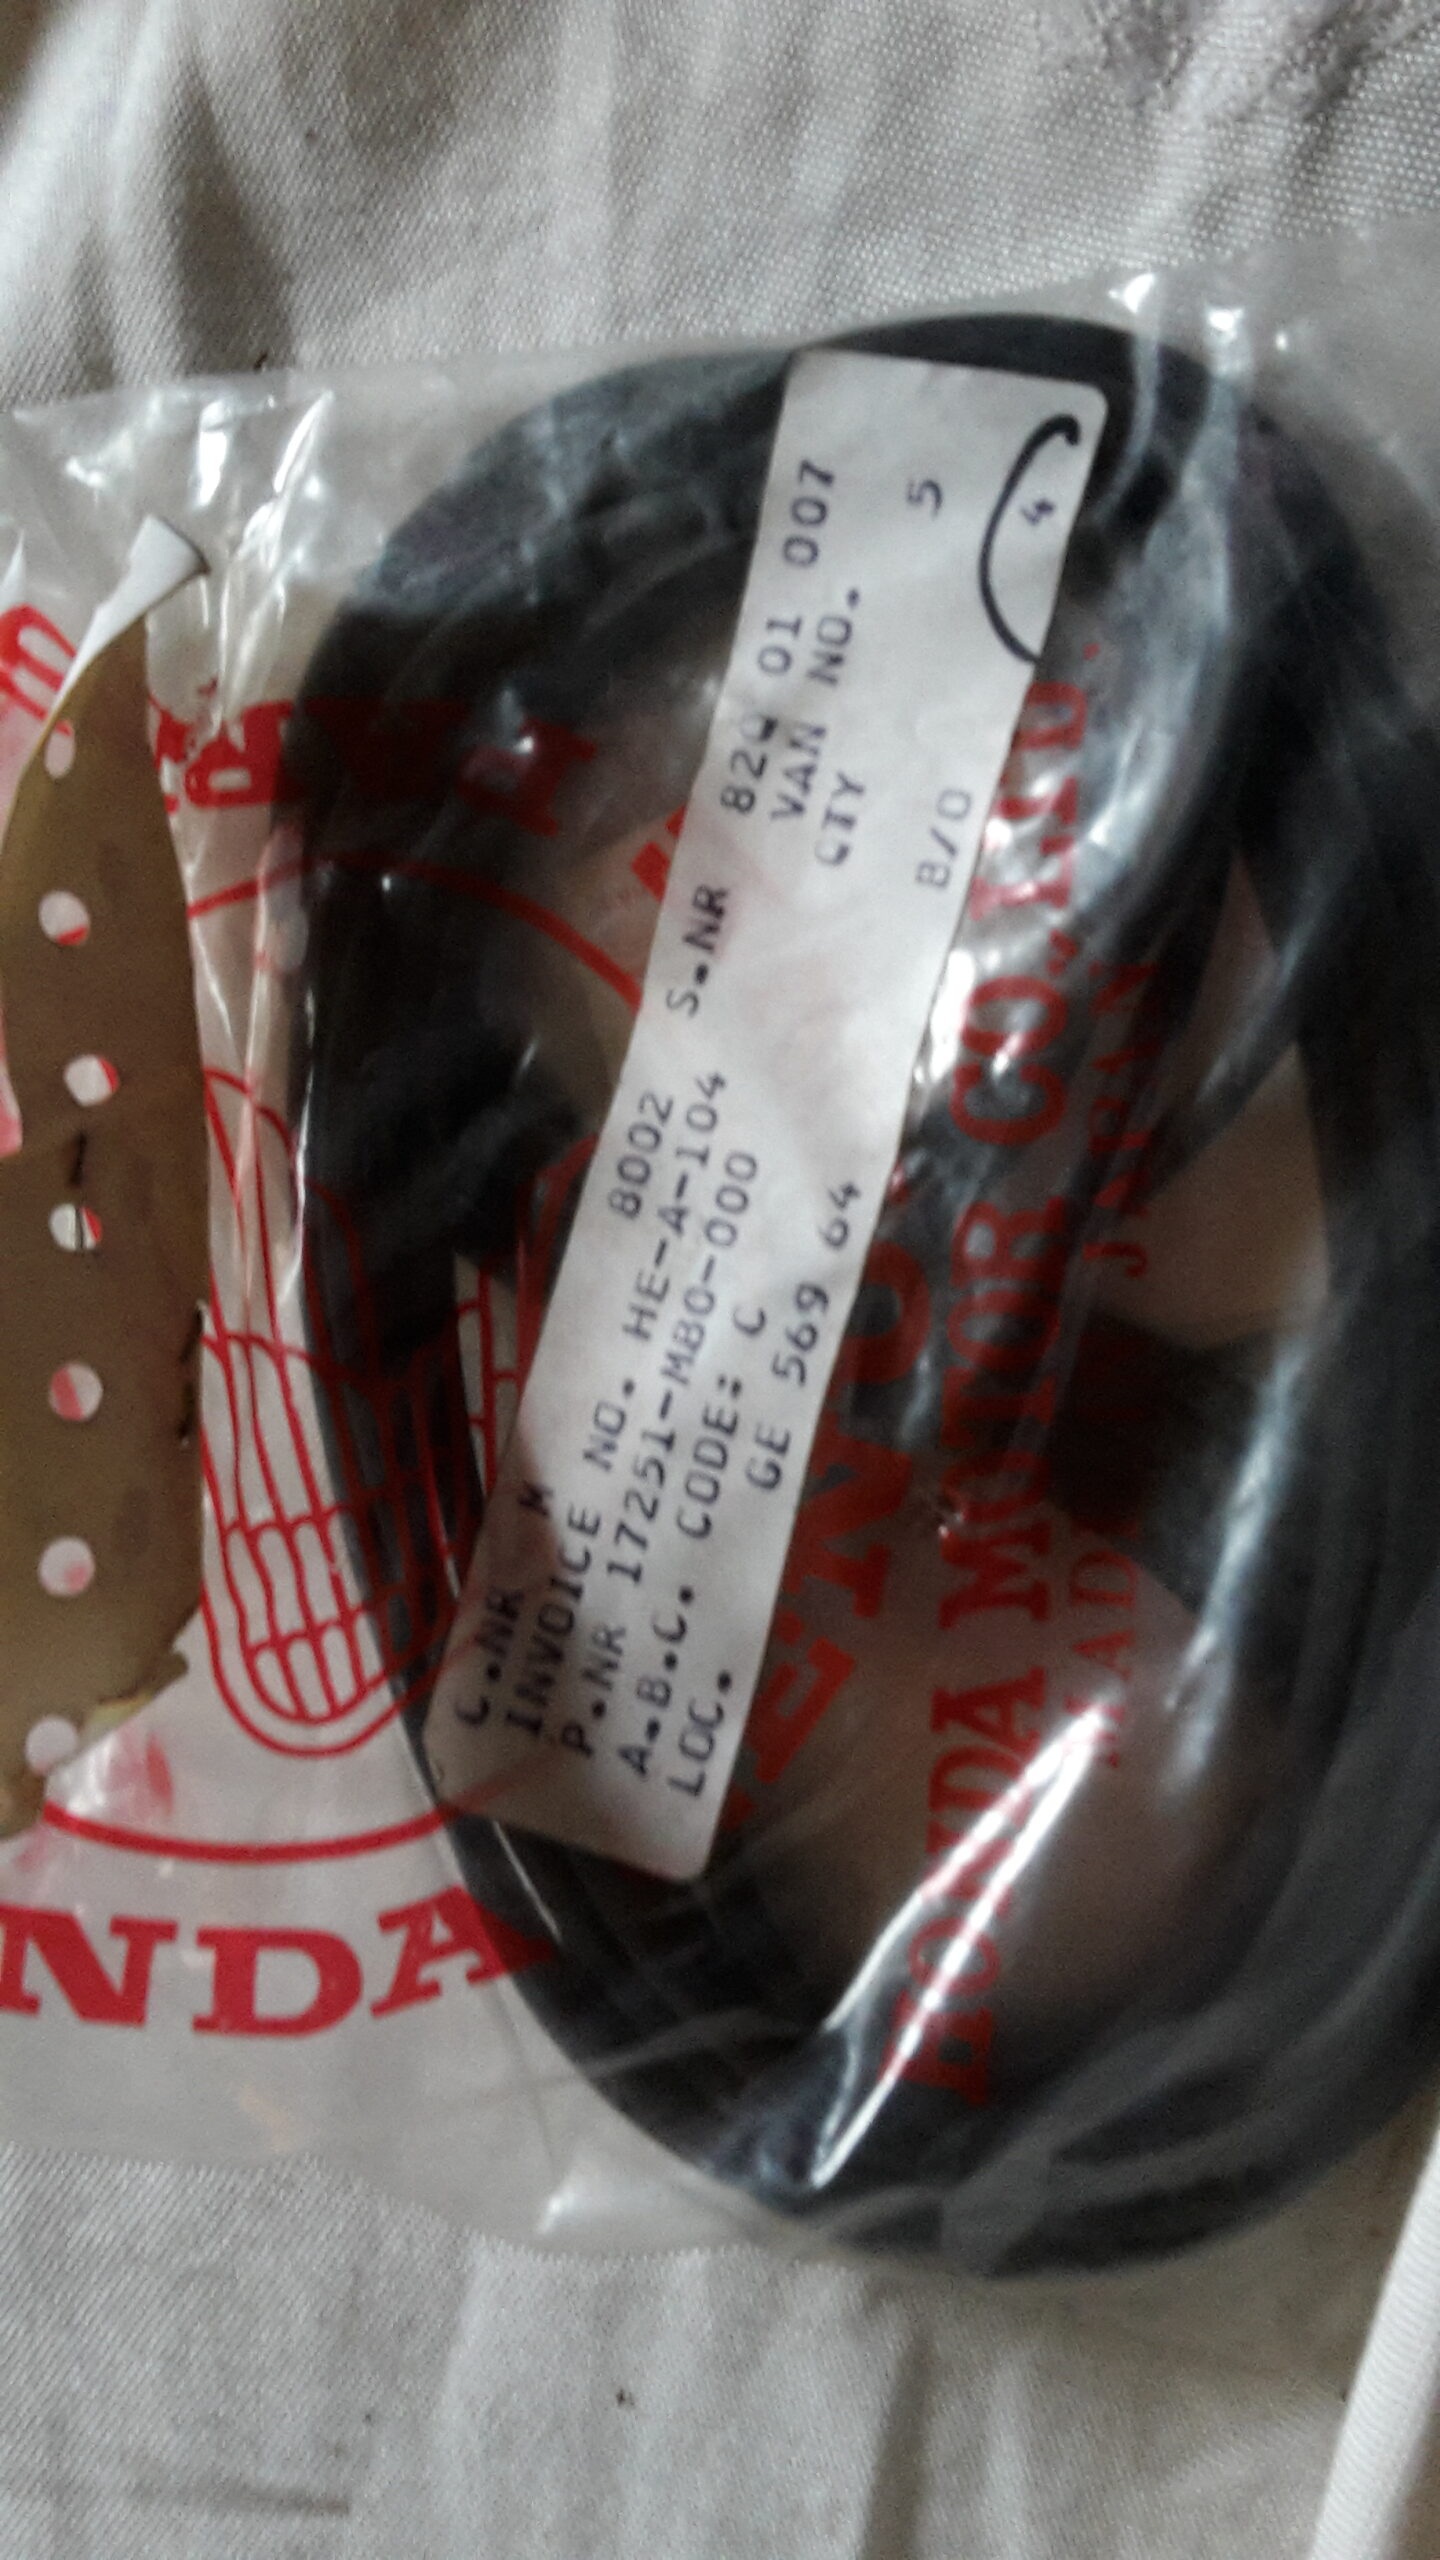 C.NR M 8002 S.NR 820 01 007
INVOICE NO. HE-A-104 VAN NO.
P.NR 17251-MB0-000 QTY 5
A.B.C. CODE: C
LOC. GE 569 64 B/O 4
HONDA MOTOR CO., LTD.
JAPAN
NDA